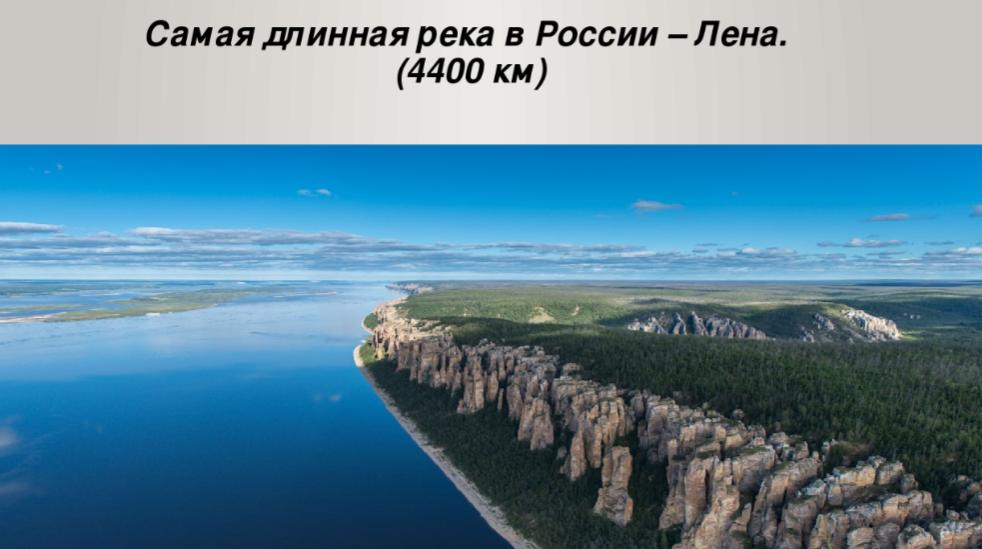 Самая длинная река в России – Лена.
(4400 км)